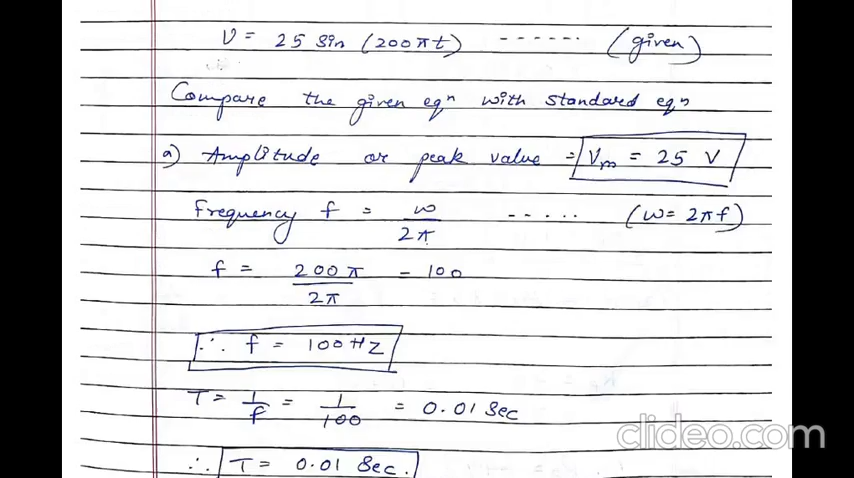 V = 25 sin (200πt) ------ (given)
Compare the given eqⁿ with standard eqⁿ
a) Amplitude or peak value = Vm = 25 V
Frequency f = ω/2π ------ (ω = 2πf)
f = 200π/2π = 100
∴ f = 100 Hz
T = 1/f = 1/100 = 0.01 Sec
clideo.com
∴ T = 0.01 Sec.